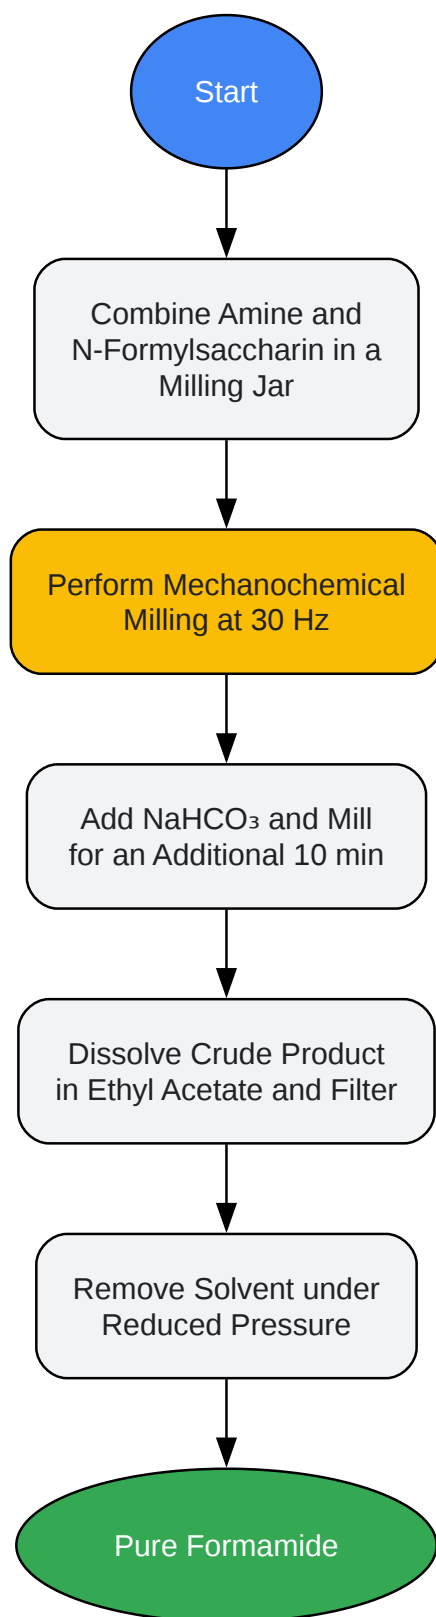 Start
Combine Amine and
N-Formylsaccharin in a
Milling Jar
Perform Mechanochemical
Milling at 30 Hz
Add NaHCO₃ and Mill
for an Additional 10 min
Dissolve Crude Product
in Ethyl Acetate and Filter
Remove Solvent under
Reduced Pressure
Pure Formamide